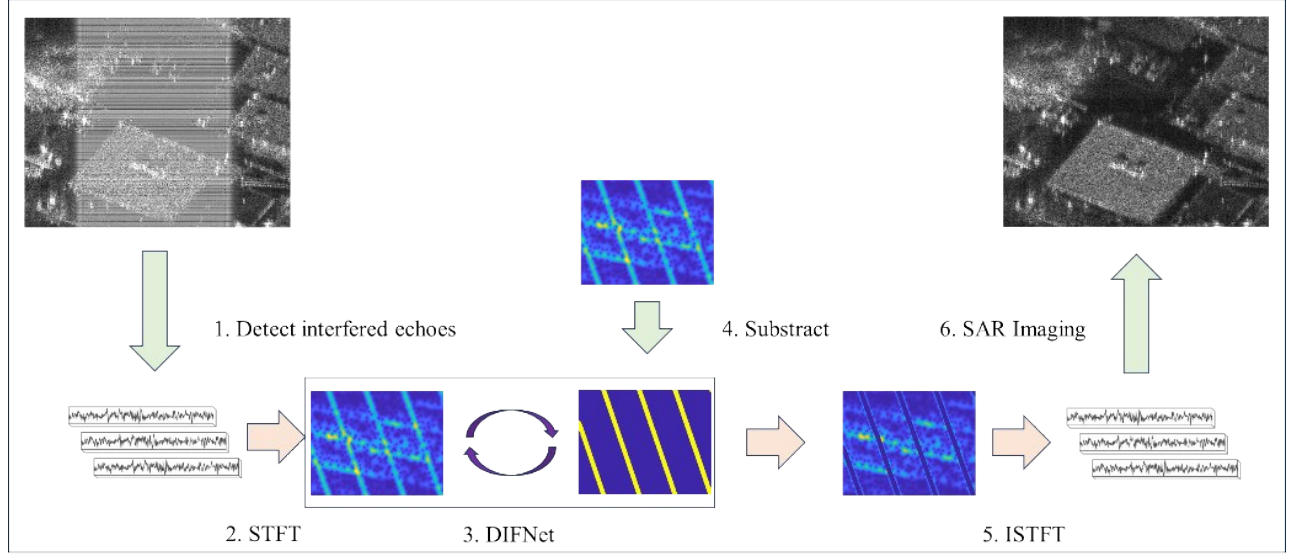 1. Detect interfered echoes
4. Substract
6. SAR Imaging
2. STFT
3. DIFNet
5. ISTFT